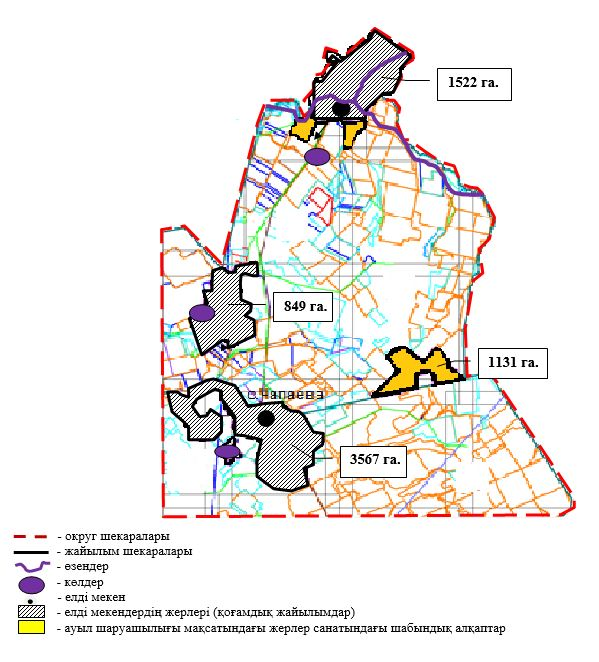 1522 га.
849 га.
1131 га.
с.Чапаево
3567 га.
- округ шекаралары
- жайылым шекаралары
- өзендер
- көлдер
- елді мекен
- елді мекендердің жерлері (қоғамдық жайылымдар)
- ауыл шаруашылығы мақсатындағы жерлер санатындағы шабындық алқаптар